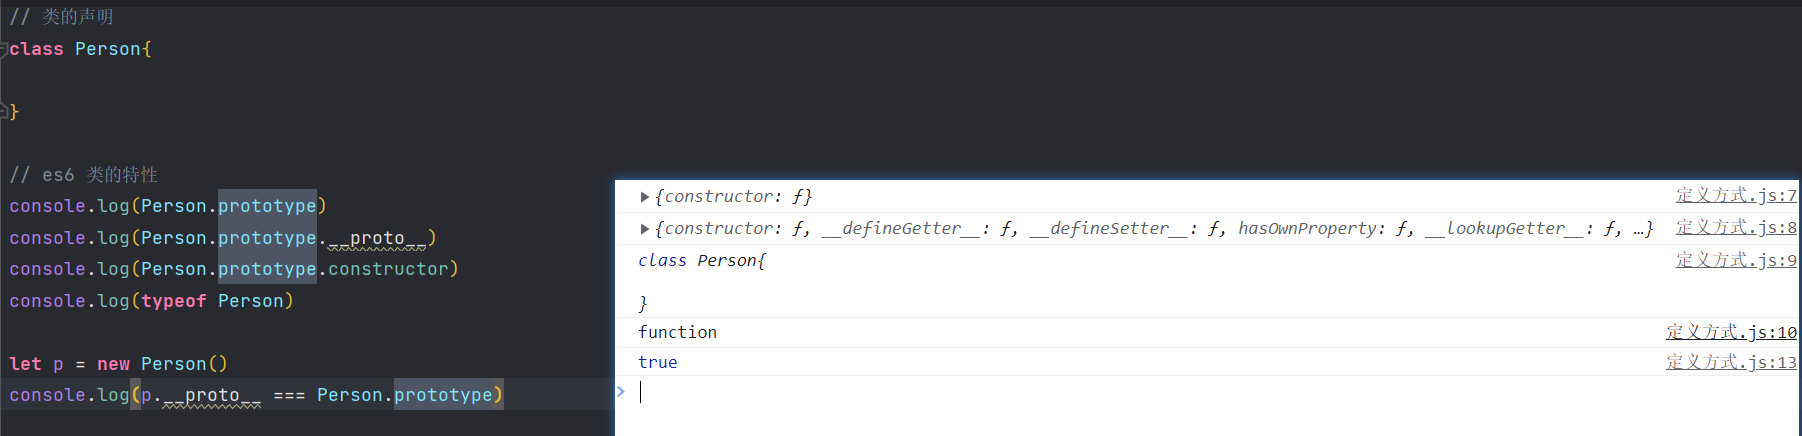 // 类的声明
class Person{
}
// es6 类的特性
console.log(Person.prototype)
console.log(Person.prototype.__proto__)
console.log(Person.prototype.constructor)
console.log(typeof Person)
let p = new Person()
console.log(p.__proto__ === Person.prototype)
▶ {constructor: ƒ} 定义方式.js:7
▶ {constructor: ƒ, __defineGetter__: ƒ, __defineSetter__: ƒ, hasOwnProperty: ƒ, __lookupGetter__: ƒ, …} 定义方式.js:8
class Person{ 定义方式.js:9
}
function 定义方式.js:10
true 定义方式.js:13
>